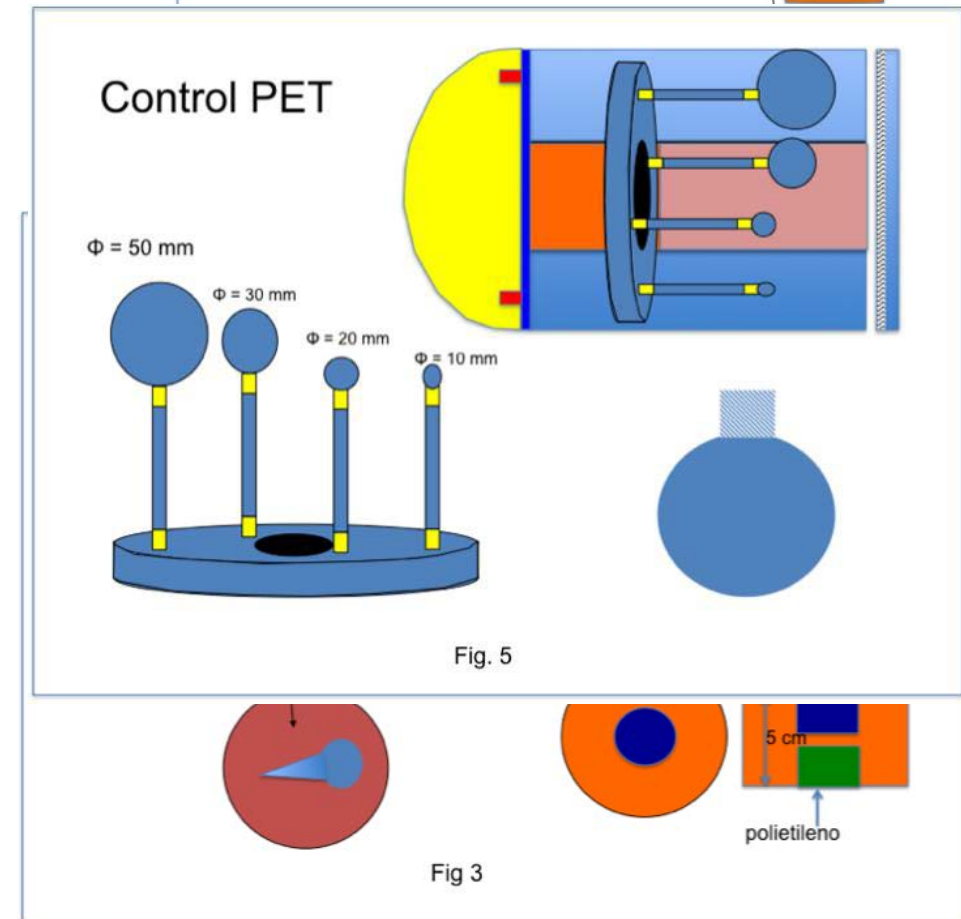 Control PET
Φ = 50 mm
Φ = 30 mm
Φ = 20 mm
Φ = 10 mm
Fig. 5
5 cm
polietileno
Fig 3